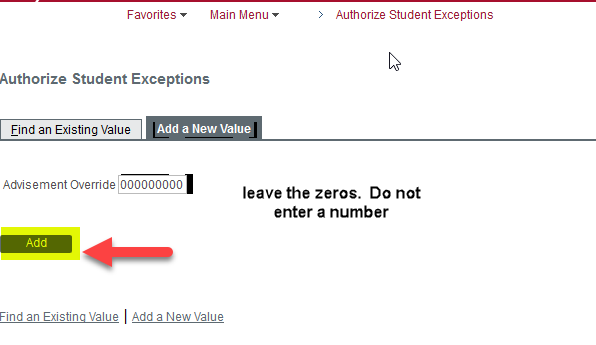 Favorites Main Menu > Authorize Student Exceptions
Authorize Student Exceptions
Find an Existing Value Add a New Value
Advisement Override 000000000
leave the zeros. Do not
enter a number
Add
Find an Existing Value | Add a New Value